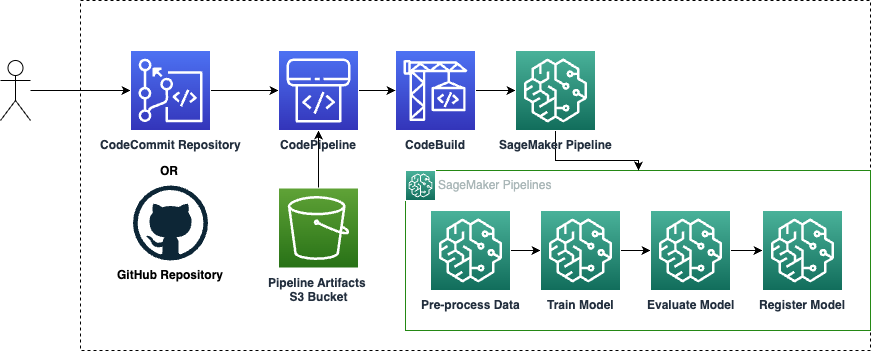 CodeCommit Repository
CodePipeline
CodeBuild
SageMaker Pipeline
OR
GitHub Repository
Pipeline Artifacts
S3 Bucket
SageMaker Pipelines
Pre-process Data
Train Model
Evaluate Model
Register Model